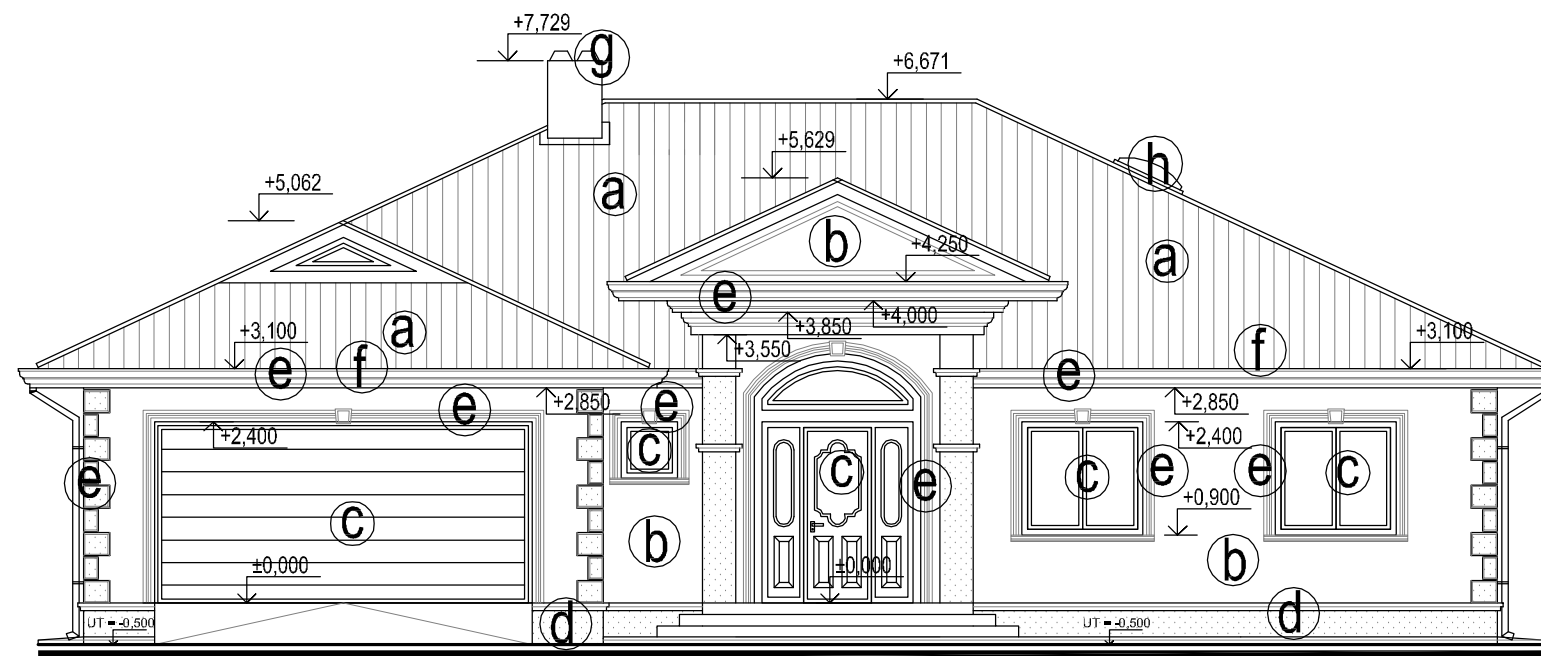 +7,729
g
+6,671
+5,629
h
+5,062
a
b
+4,250
a
e
+4,000
+3,850
a
+3,100
+3,550
f
+3,100
e
f
e
+2,850
e
e
+2,850
+2,400
+2,400
c
c
c
e
e
c
e
e
+0,900
c
b
b
±0,000
±0,000
UT = -0,500
d
UT = -0,500
d